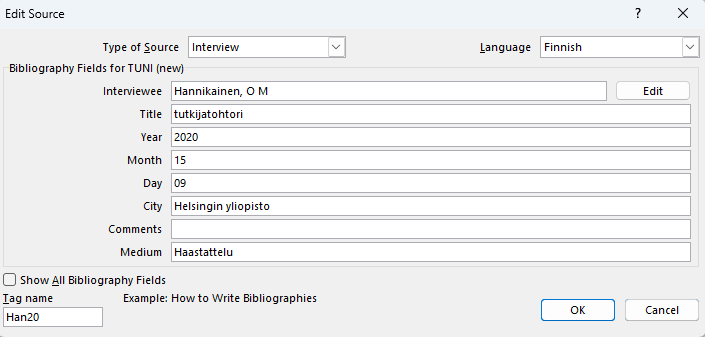 Edit Source ? ×
Type of Source Interview Language Finnish
Bibliography Fields for TUNI (new)
Interviewee Hannikainen, O M Edit
Title tutkijatohtori
Year 2020
Month 15
Day 09
City Helsingin yliopisto
Comments
Medium Haastattelu
Show All Bibliography Fields
Tag name Example: How to Write Bibliographies
Han20 OK Cancel